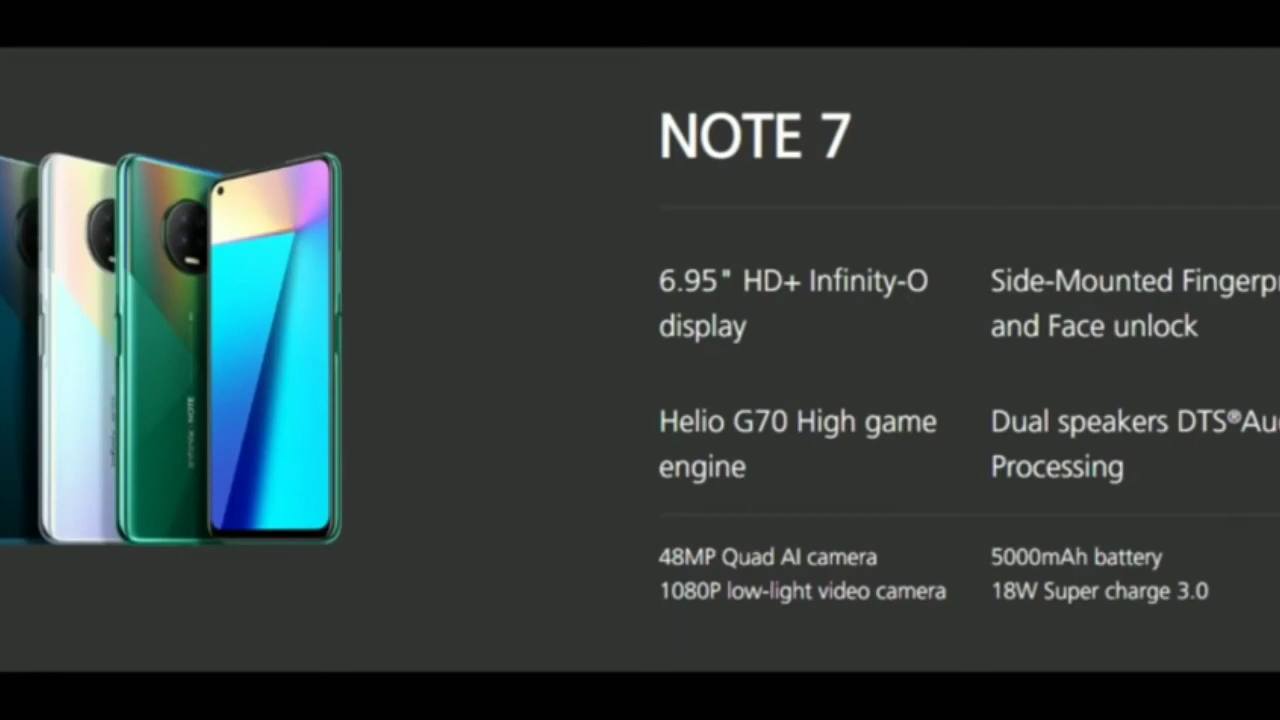 NOTE 7
6.95" HD+ Infinity-O
display
Side-Mounted Fingerpr
and Face unlock
Helio G70 High game
engine
Dual speakers DTS®Au
Processing
48MP Quad AI camera
1080P low-light video camera
5000mAh battery
18W Super charge 3.0
NOTE